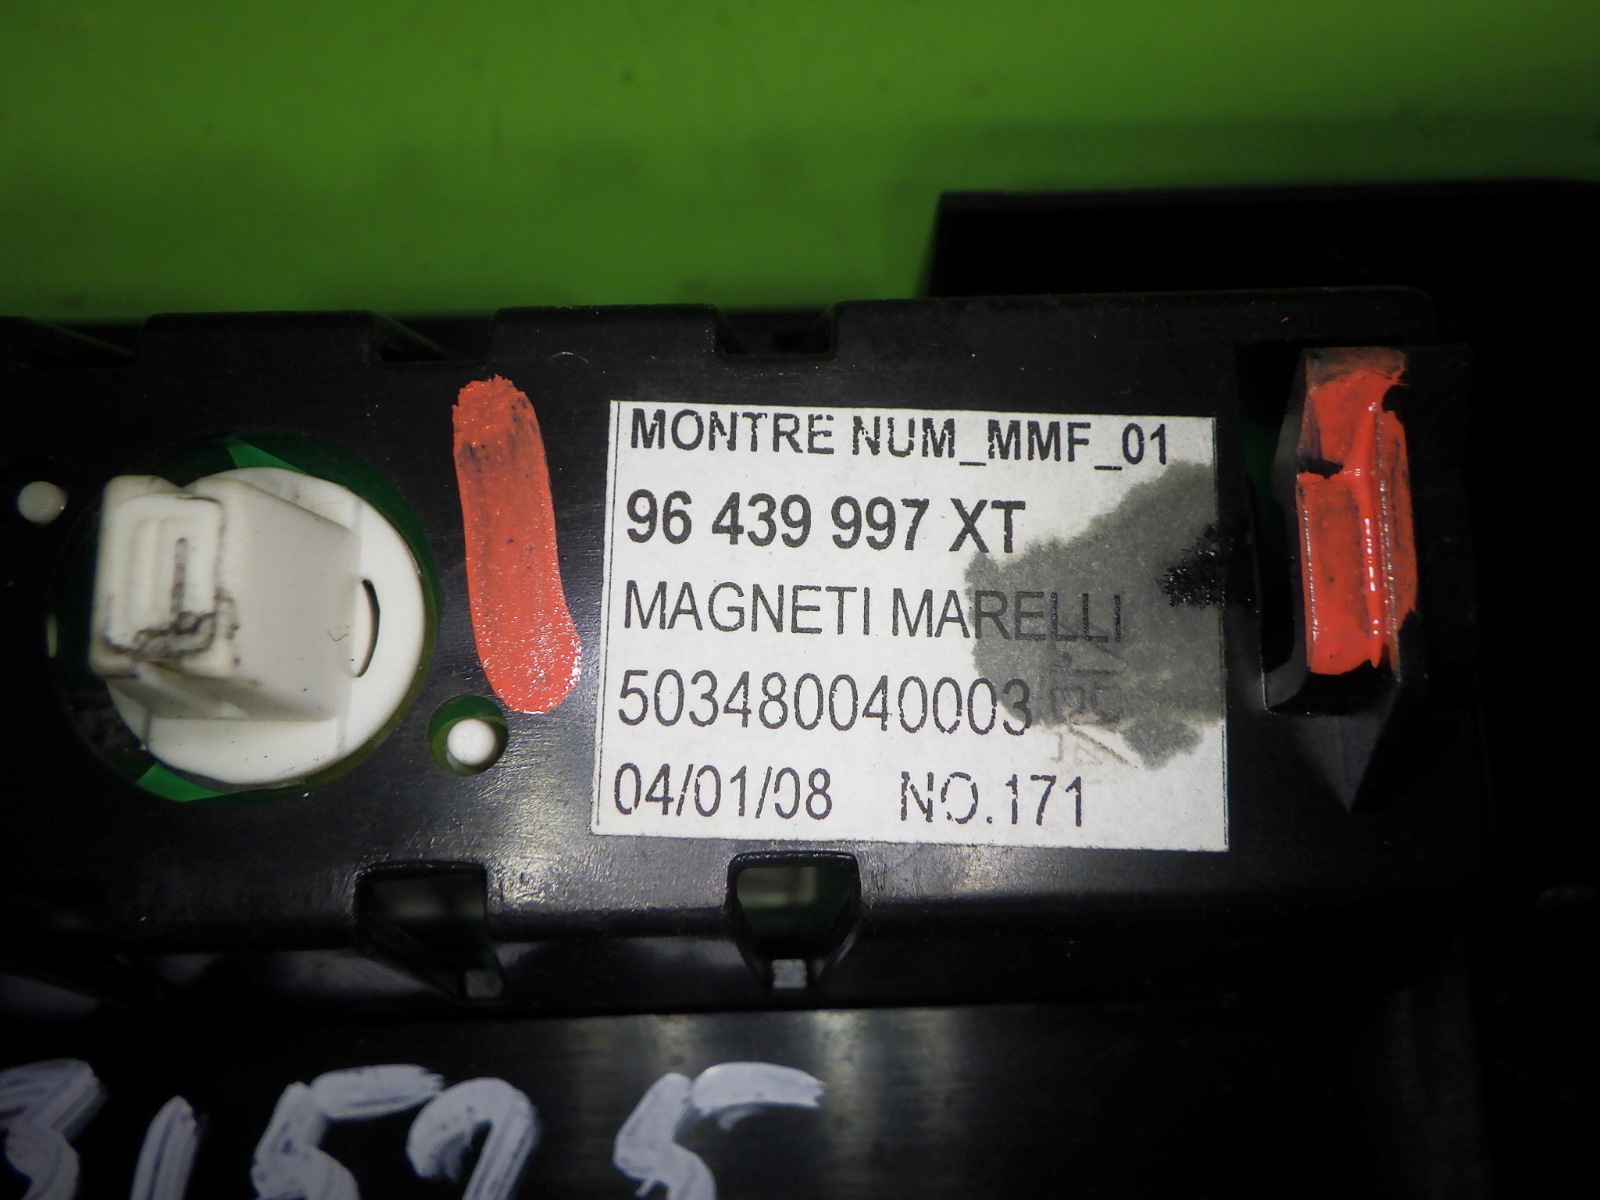 MONTRE NUM_MMF_01
96 439 997 XT
MAGNETI MARELLI
503480040003
04/01/08 NO.171